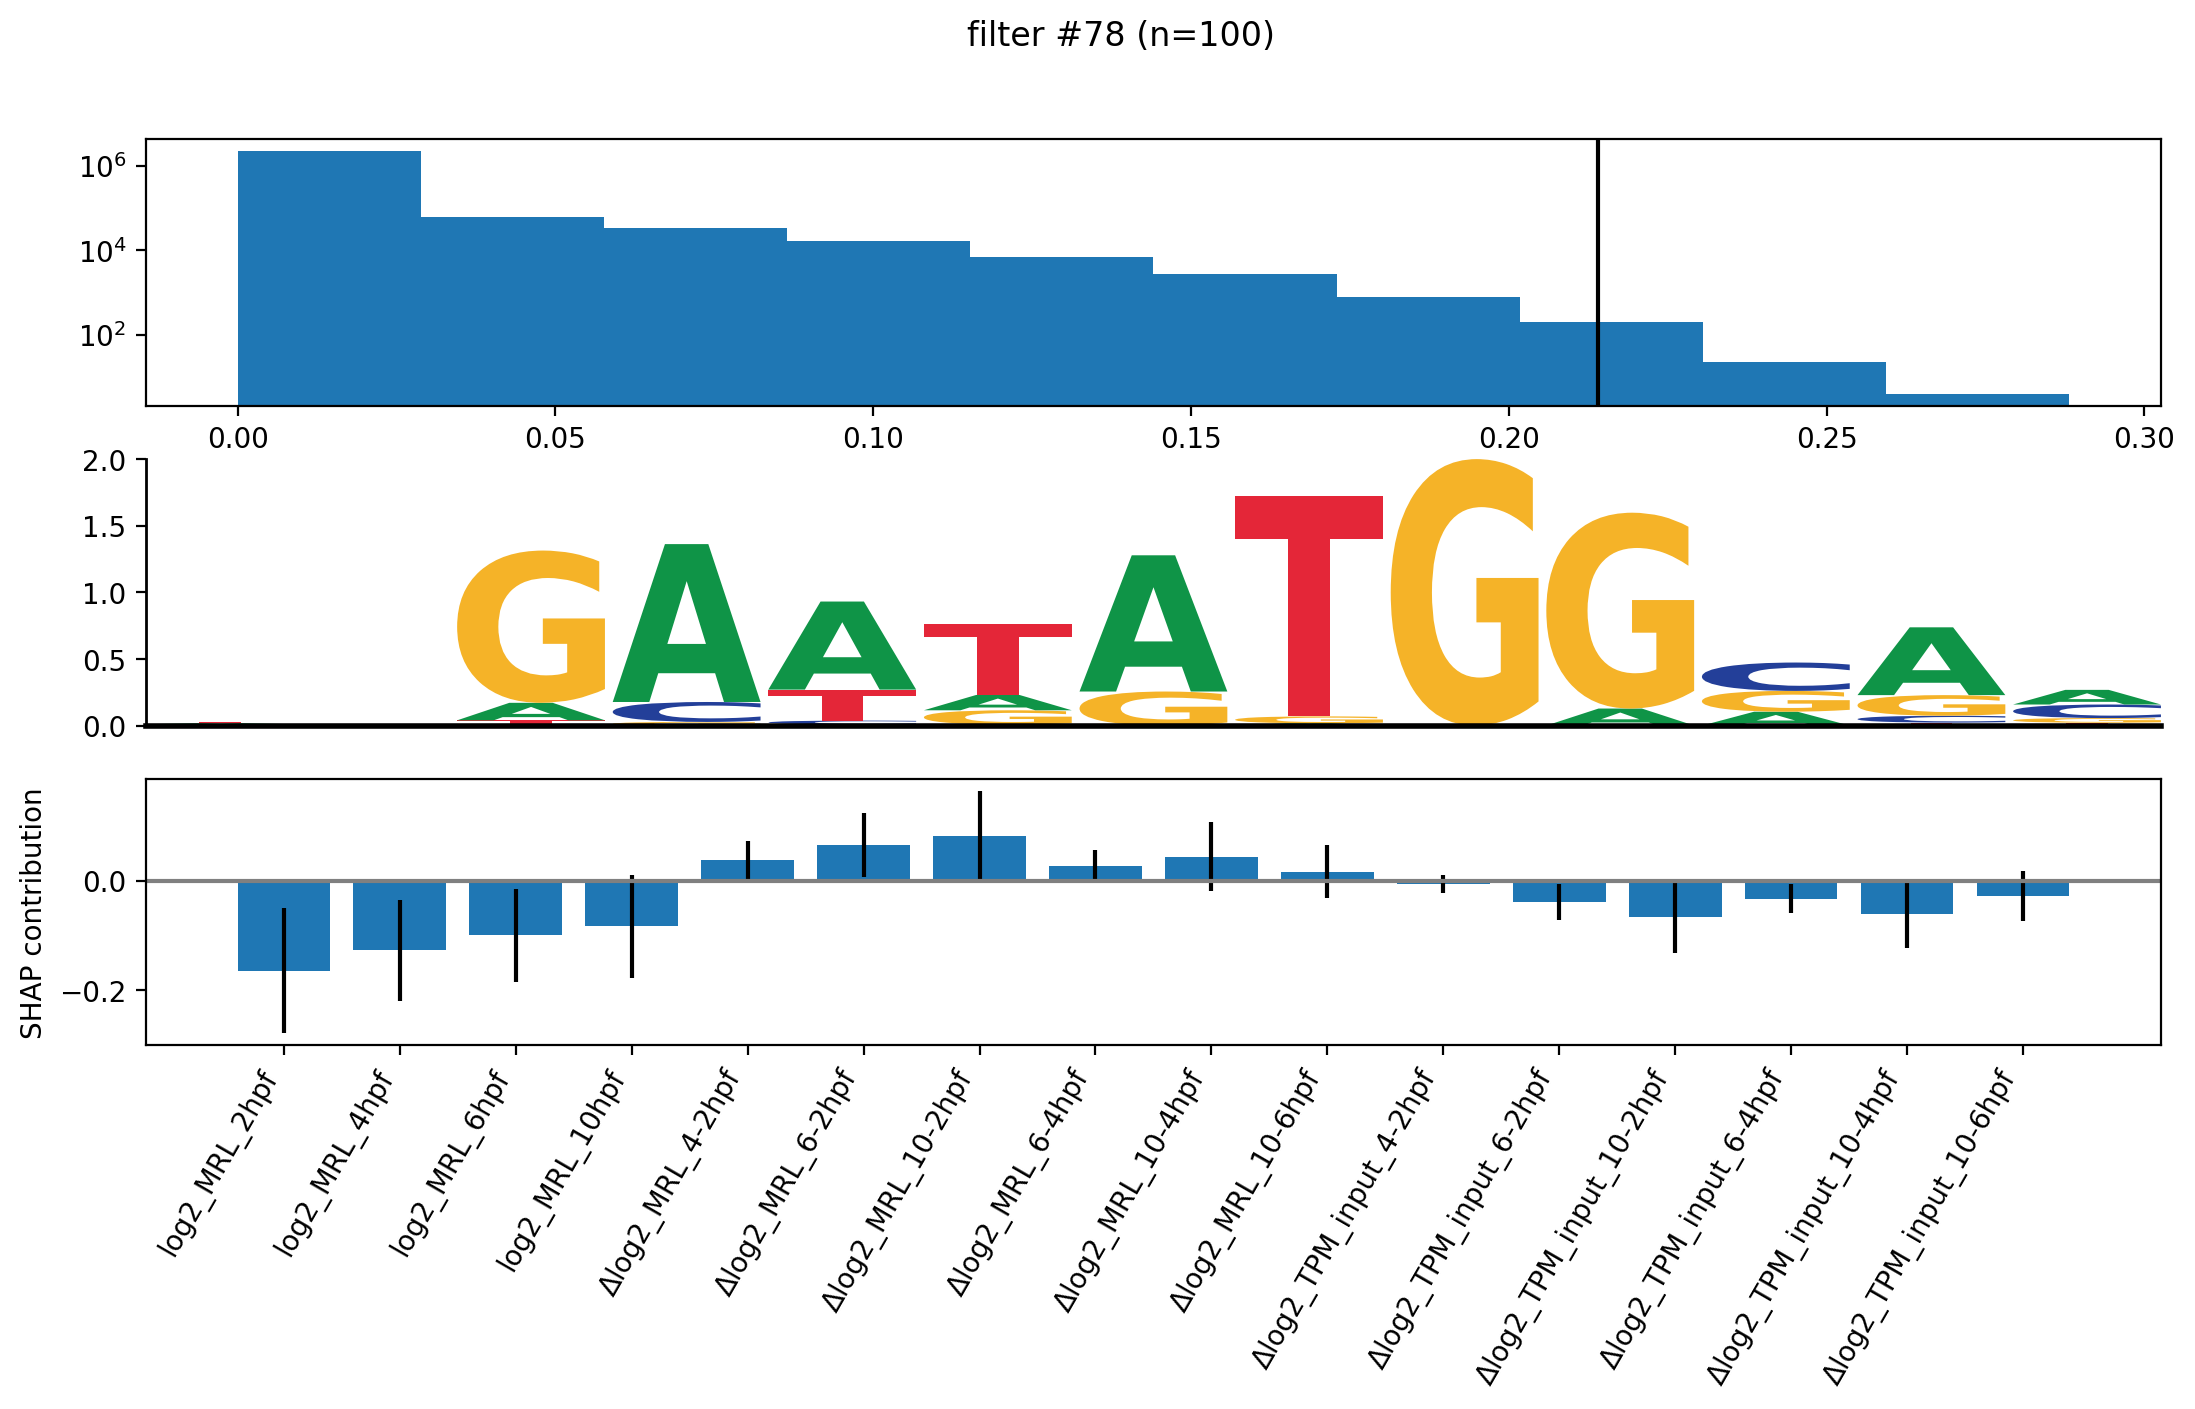 filter #78 (n=100)
10^6
10^4
10^2
0.00 0.05 0.10 0.15 0.20 0.25 0.30
2.0
1.5
1.0
0.5
0.0
G A A T A T G G C A A
A C T A G G A G G C
T C G A C G
SHAP contribution
0.0
−0.2
log2_MRL_2hpf
log2_MRL_4hpf
log2_MRL_6hpf
log2_MRL_10hpf
Δlog2_MRL_4-2hpf
Δlog2_MRL_6-2hpf
Δlog2_MRL_10-2hpf
Δlog2_MRL_6-4hpf
Δlog2_MRL_10-4hpf
Δlog2_MRL_10-6hpf
Δlog2_TPM_input_4-2hpf
Δlog2_TPM_input_6-2hpf
Δlog2_TPM_input_10-2hpf
Δlog2_TPM_input_6-4hpf
Δlog2_TPM_input_10-4hpf
Δlog2_TPM_input_10-6hpf